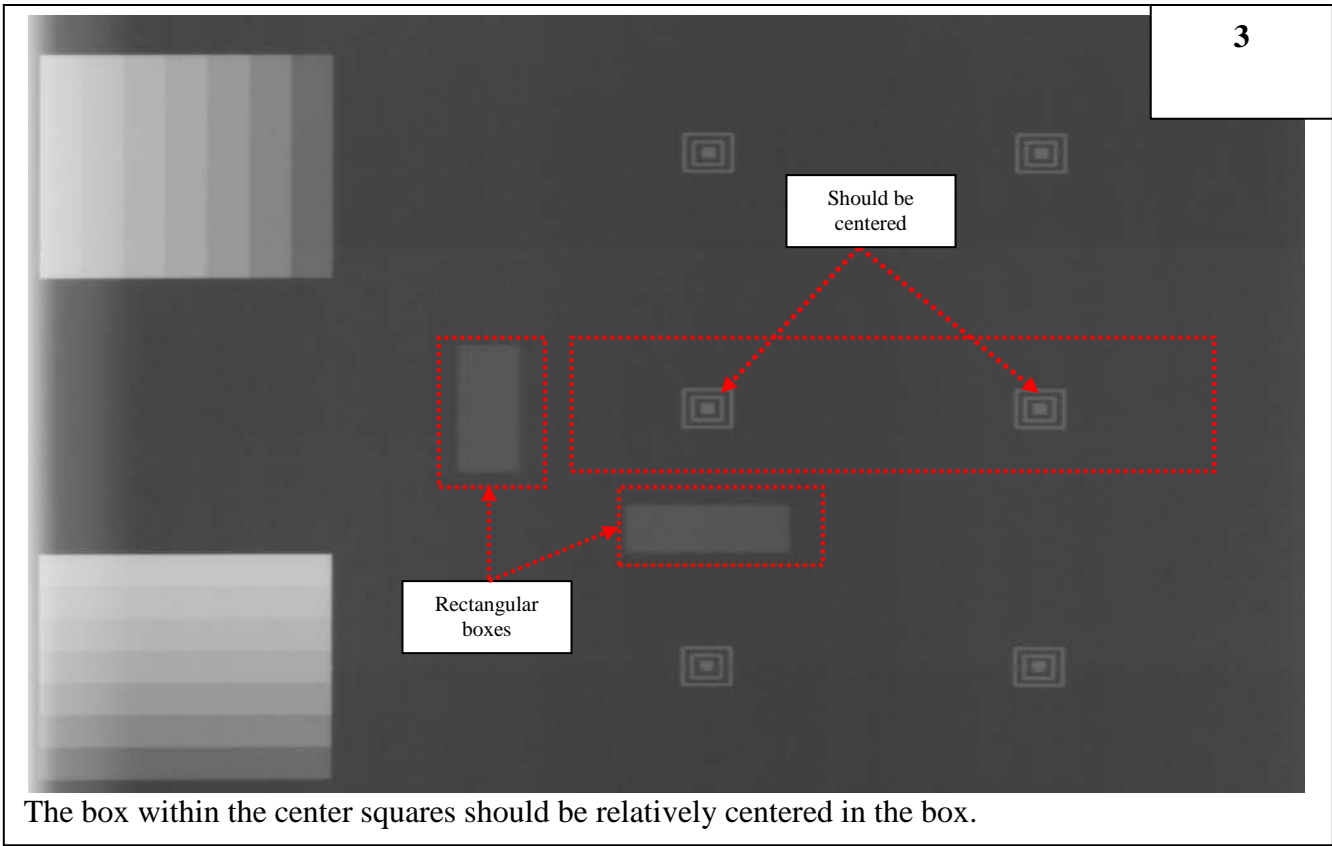 3
Should be
centered
Rectangular
boxes
The box within the center squares should be relatively centered in the box.